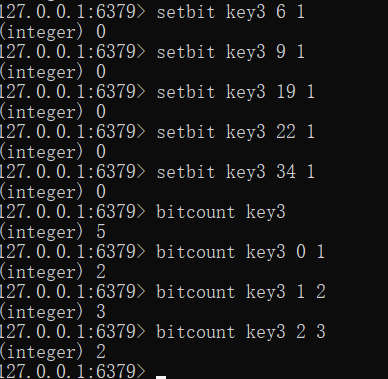 127.0.0.1:6379> setbit key3 6 1
(integer) 0
127.0.0.1:6379> setbit key3 9 1
(integer) 0
127.0.0.1:6379> setbit key3 19 1
(integer) 0
127.0.0.1:6379> setbit key3 22 1
(integer) 0
127.0.0.1:6379> setbit key3 34 1
(integer) 0
127.0.0.1:6379> bitcount key3
(integer) 5
127.0.0.1:6379> bitcount key3 0 1
(integer) 2
127.0.0.1:6379> bitcount key3 1 2
(integer) 3
127.0.0.1:6379> bitcount key3 2 3
(integer) 2
127.0.0.1:6379>